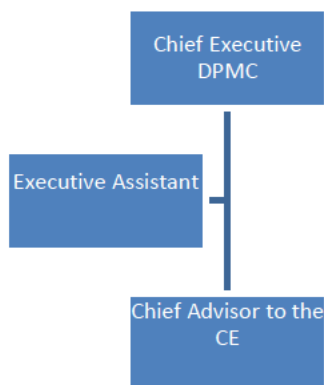 Chief Executive
DPMC
Executive Assistant
Chief Advisor to the
CE